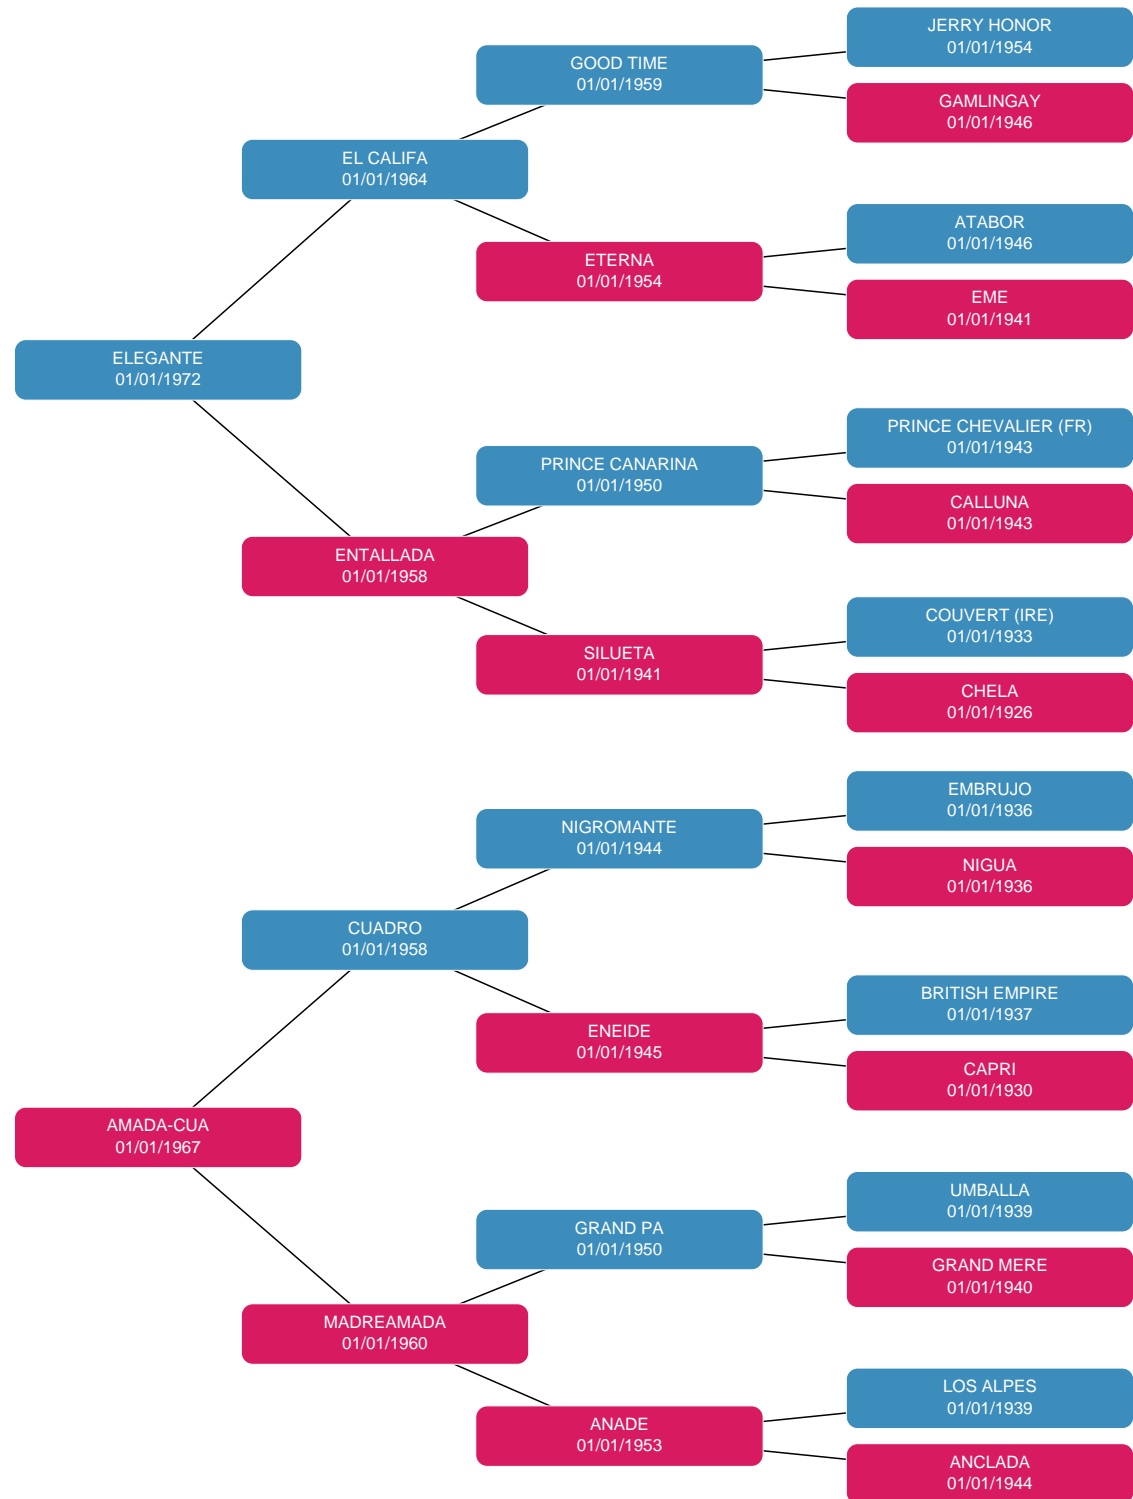 JERRY HONOR
01/01/1954
GOOD TIME
01/01/1959
GAMLINGAY
01/01/1946
EL CALIFA
01/01/1964
ATABOR
01/01/1946
ETERNA
01/01/1954
EME
01/01/1941
ELEGANTE
01/01/1972
PRINCE CHEVALIER (FR)
01/01/1943
PRINCE CANARINA
01/01/1950
CALLUNA
01/01/1943
ENTALLADA
01/01/1958
COUVERT (IRE)
01/01/1933
SILUETA
01/01/1941
CHELA
01/01/1926
EMBRUJO
01/01/1936
NIGROMANTE
01/01/1944
NIGUA
01/01/1936
CUADRO
01/01/1958
BRITISH EMPIRE
01/01/1937
ENEIDE
01/01/1945
CAPRI
01/01/1930
AMADA-CUA
01/01/1967
UMBALLA
01/01/1939
GRAND PA
01/01/1950
GRAND MERE
01/01/1940
MADREAMADA
01/01/1960
LOS ALPES
01/01/1939
ANADE
01/01/1953
ANCLADA
01/01/1944